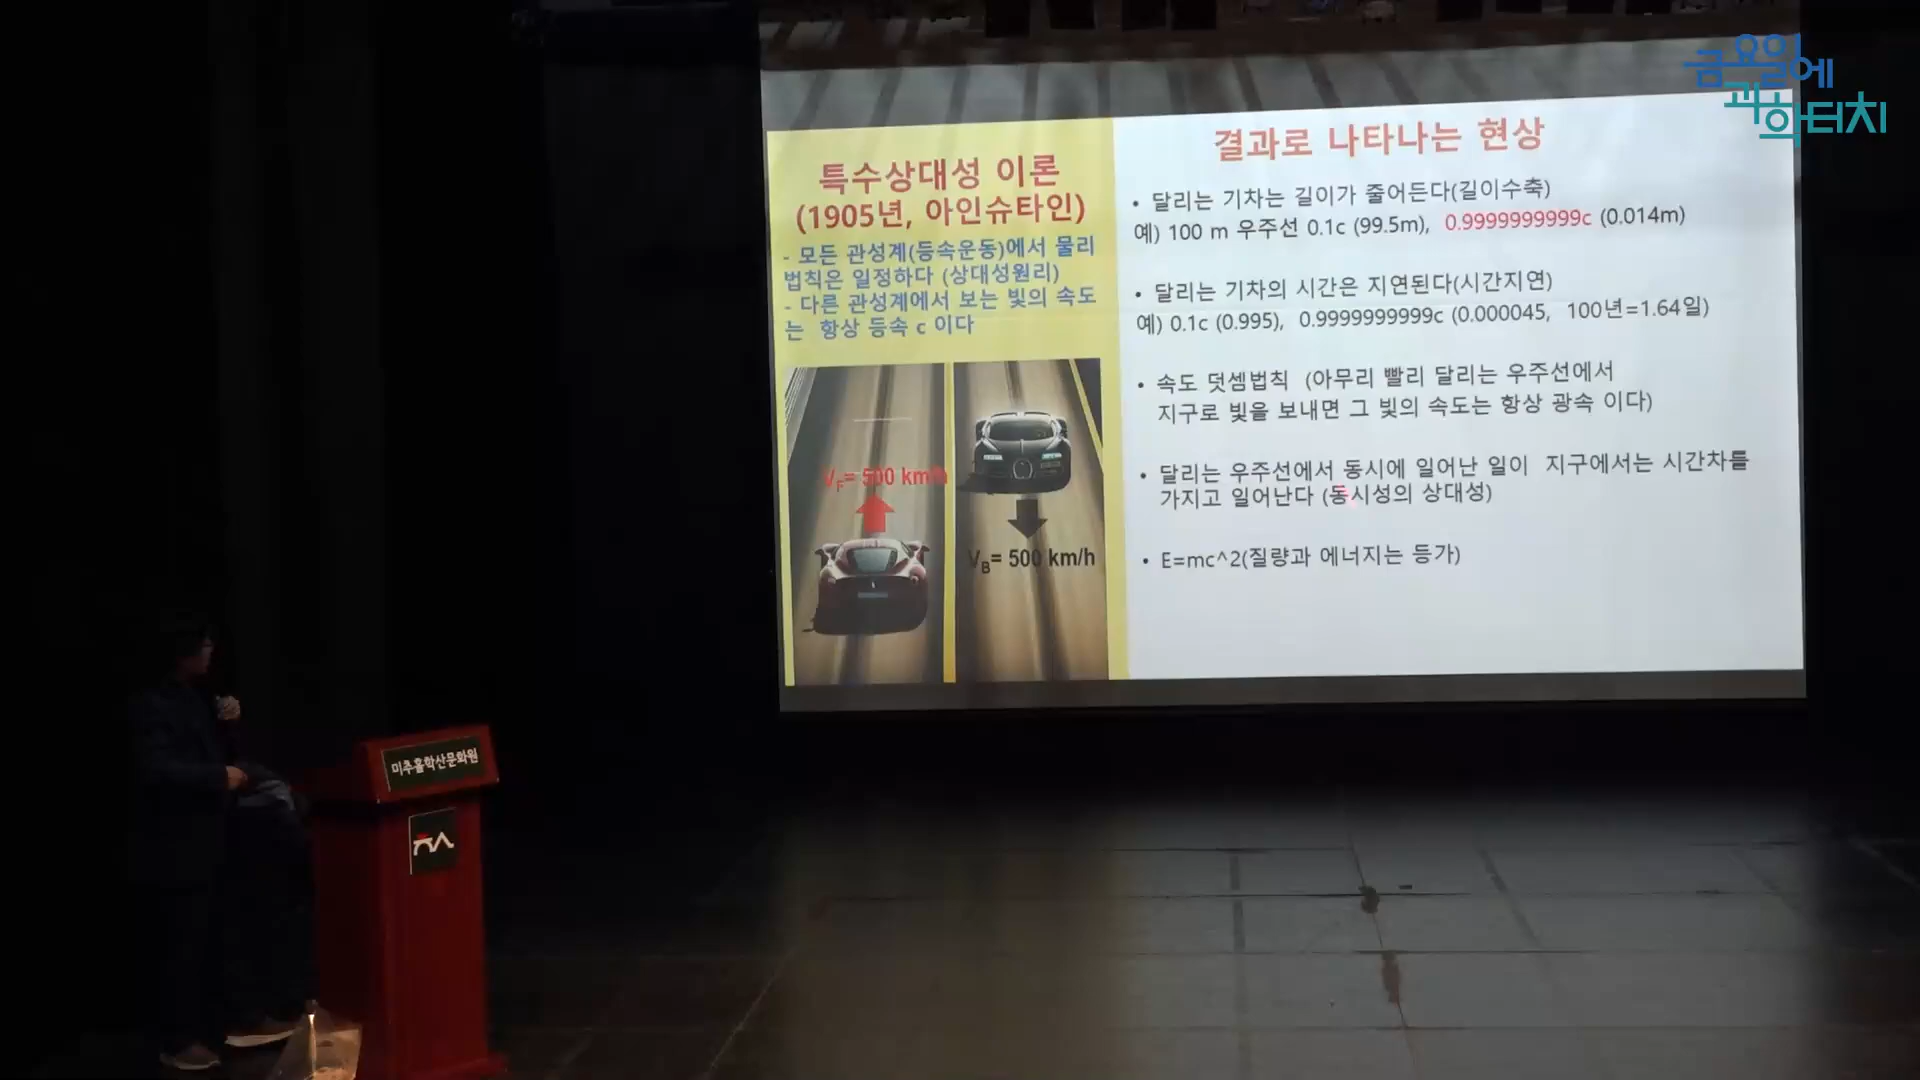 금요일에
과학터치
특수상대성 이론
(1905년, 아인슈타인)
- 모든 관성계(등속운동)에서 물리
법칙은 일정하다 (상대성원리)
- 다른 관성계에서 보는 빛의 속도
는 항상 등속 c 이다
V_F= 500 km/h
V_B= 500 km/h
결과로 나타나는 현상
• 달리는 기차는 길이가 줄어든다(길이수축)
예) 100 m 우주선 0.1c (99.5m), 0.9999999999c (0.014m)
• 달리는 기차의 시간은 지연된다(시간지연)
예) 0.1c (0.995), 0.9999999999c (0.000045, 100년=1.64일)
• 속도 덧셈법칙 (아무리 빨리 달리는 우주선에서
지구로 빛을 보내면 그 빛의 속도는 항상 광속 이다)
• 달리는 우주선에서 동시에 일어난 일이 지구에서는 시간차를
가지고 일어난다 (동시성의 상대성)
• E=mc^2(질량과 에너지는 등가)
미추홀학산문화원